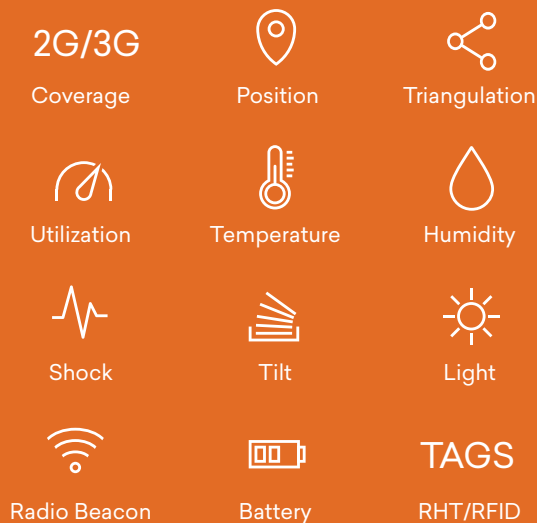 2G/3G
Coverage
Position
Triangulation
Utilization
Temperature
Humidity
Shock
Tilt
Light
Radio Beacon
Battery
TAGS
RHT/RFID